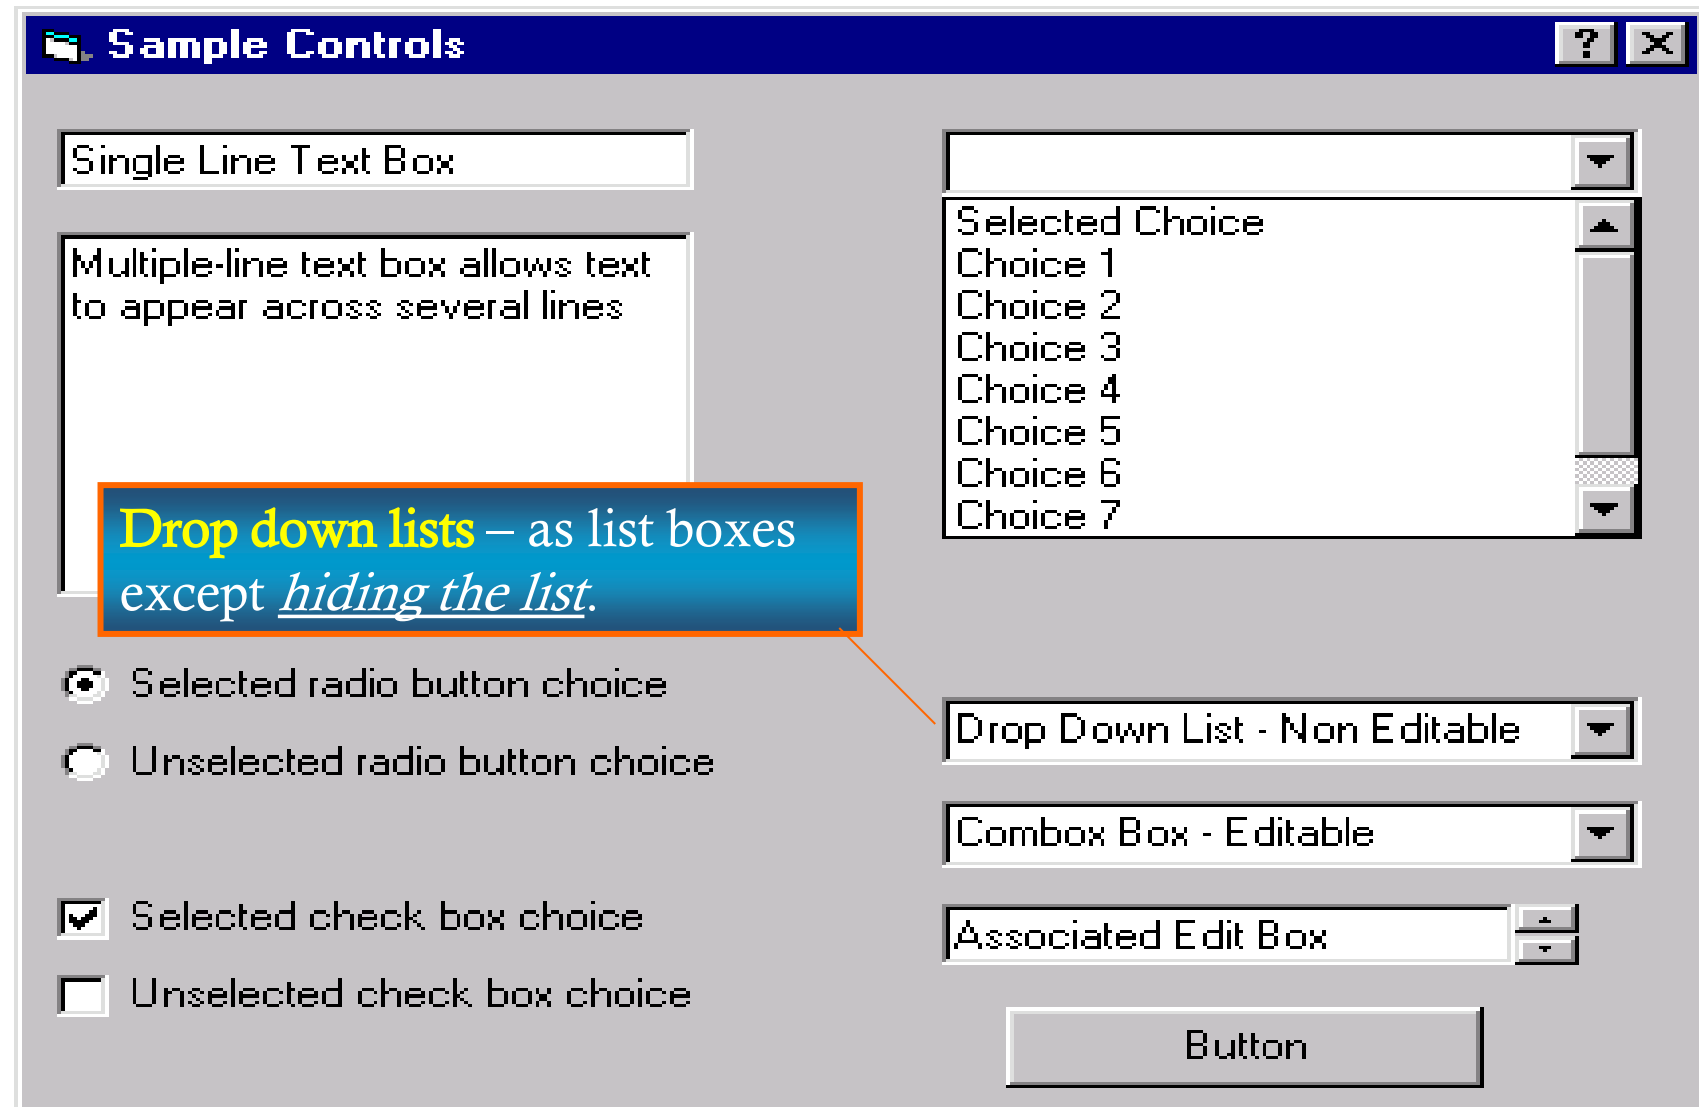 Sample Controls
?
Single Line Text Box
Multiple-line text box allows text
to appear across several lines
Drop down lists – as list boxes
except hiding the list.
Selected radio button choice
Unselected radio button choice
Selected check box choice
Unselected check box choice
Selected Choice
Choice 1
Choice 2
Choice 3
Choice 4
Choice 5
Choice 6
Choice 7
Drop Down List - Non Editable
Combox Box - Editable
Associated Edit Box
Button